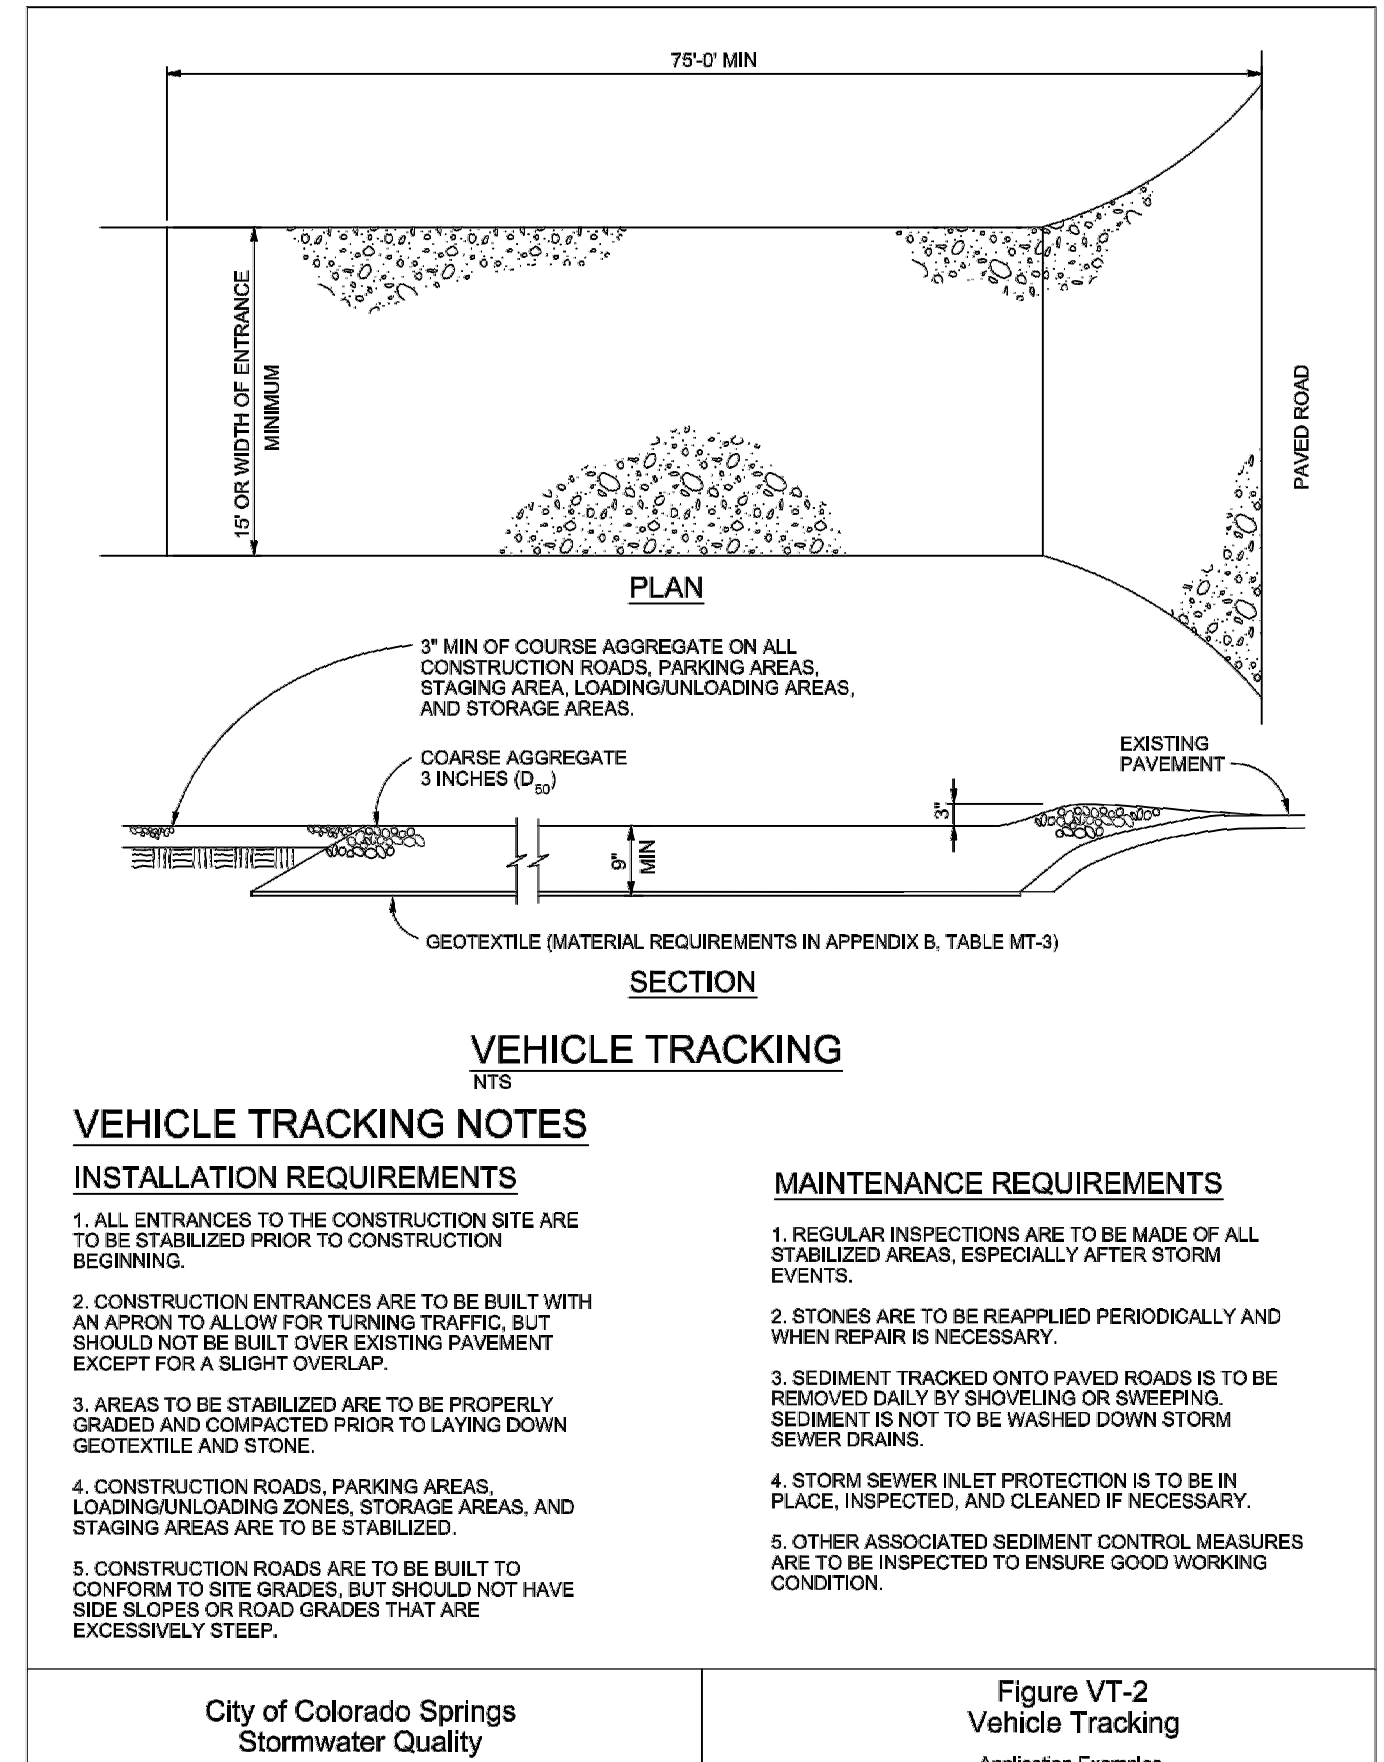 75'-0' MIN
15' OR WIDTH OF ENTRANCE
MINIMUM
PAVED ROAD
PLAN
3" MIN OF COURSE AGGREGATE ON ALL
CONSTRUCTION ROADS, PARKING AREAS,
STAGING AREA, LOADING/UNLOADING AREAS,
AND STORAGE AREAS.
COARSE AGGREGATE
3 INCHES (D50)
EXISTING
PAVEMENT
3"
9"
MIN
GEOTEXTILE (MATERIAL REQUIREMENTS IN APPENDIX B, TABLE MT-3)
SECTION
VEHICLE TRACKING
NTS
VEHICLE TRACKING NOTES
INSTALLATION REQUIREMENTS
1. ALL ENTRANCES TO THE CONSTRUCTION SITE ARE
TO BE STABILIZED PRIOR TO CONSTRUCTION
BEGINNING.
2. CONSTRUCTION ENTRANCES ARE TO BE BUILT WITH
AN APRON TO ALLOW FOR TURNING TRAFFIC, BUT
SHOULD NOT BE BUILT OVER EXISTING PAVEMENT
EXCEPT FOR A SLIGHT OVERLAP.
3. AREAS TO BE STABILIZED ARE TO BE PROPERLY
GRADED AND COMPACTED PRIOR TO LAYING DOWN
GEOTEXTILE AND STONE.
4. CONSTRUCTION ROADS, PARKING AREAS,
LOADING/UNLOADING ZONES, STORAGE AREAS, AND
STAGING AREAS ARE TO BE STABILIZED.
5. CONSTRUCTION ROADS ARE TO BE BUILT TO
CONFORM TO SITE GRADES, BUT SHOULD NOT HAVE
SIDE SLOPES OR ROAD GRADES THAT ARE
EXCESSIVELY STEEP.
MAINTENANCE REQUIREMENTS
1. REGULAR INSPECTIONS ARE TO BE MADE OF ALL
STABILIZED AREAS, ESPECIALLY AFTER STORM
EVENTS.
2. STONES ARE TO BE REAPPLIED PERIODICALLY AND
WHEN REPAIR IS NECESSARY.
3. SEDIMENT TRACKED ONTO PAVED ROADS IS TO BE
REMOVED DAILY BY SHOVELING OR SWEEPING.
SEDIMENT IS NOT TO BE WASHED DOWN STORM
SEWER DRAINS.
4. STORM SEWER INLET PROTECTION IS TO BE IN
PLACE, INSPECTED, AND CLEANED IF NECESSARY.
5. OTHER ASSOCIATED SEDIMENT CONTROL MEASURES
ARE TO BE INSPECTED TO ENSURE GOOD WORKING
CONDITION.
City of Colorado Springs
Stormwater Quality
Figure VT-2
Vehicle Tracking
Application Examples